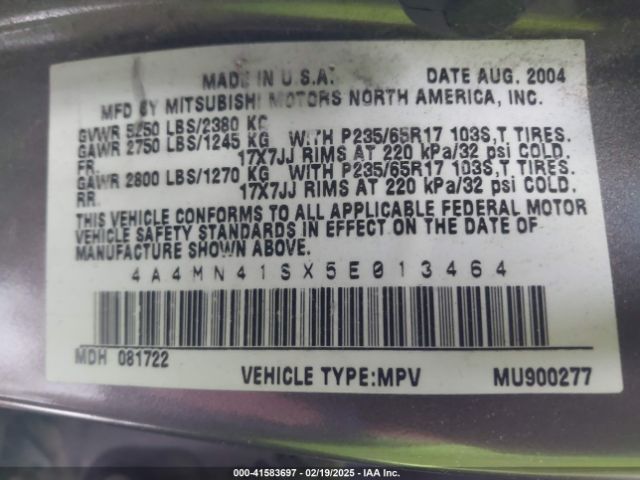 MADE IN U.S.A. DATE AUG. 2004
MFD BY MITSUBISHI MOTORS NORTH AMERICA, INC.
GVWR 5250 LBS/2380 KG
GAWR 2750 LBS/1245 KG WITH P235/65R17 103S,T TIRES.
FR. 17X7JJ RIMS AT 220 kPa/32 psi COLD.
GAWR 2800 LBS/1270 KG WITH P235/65R17 103S,T TIRES.
RR. 17X7JJ RIMS AT 220 kPa/32 psi COLD.
THIS VEHICLE CONFORMS TO ALL APPLICABLE FEDERAL MOTOR
VEHICLE SAFETY STANDARDS IN EFFECT ON THE DATE OF
MANUFACTURE SHOWN ABOVE.
4A4MN41SX5E013464
MDH 081722
VEHICLE TYPE:MPV MU900277
000-41583697 - 02/19/2025 - IAA Inc.